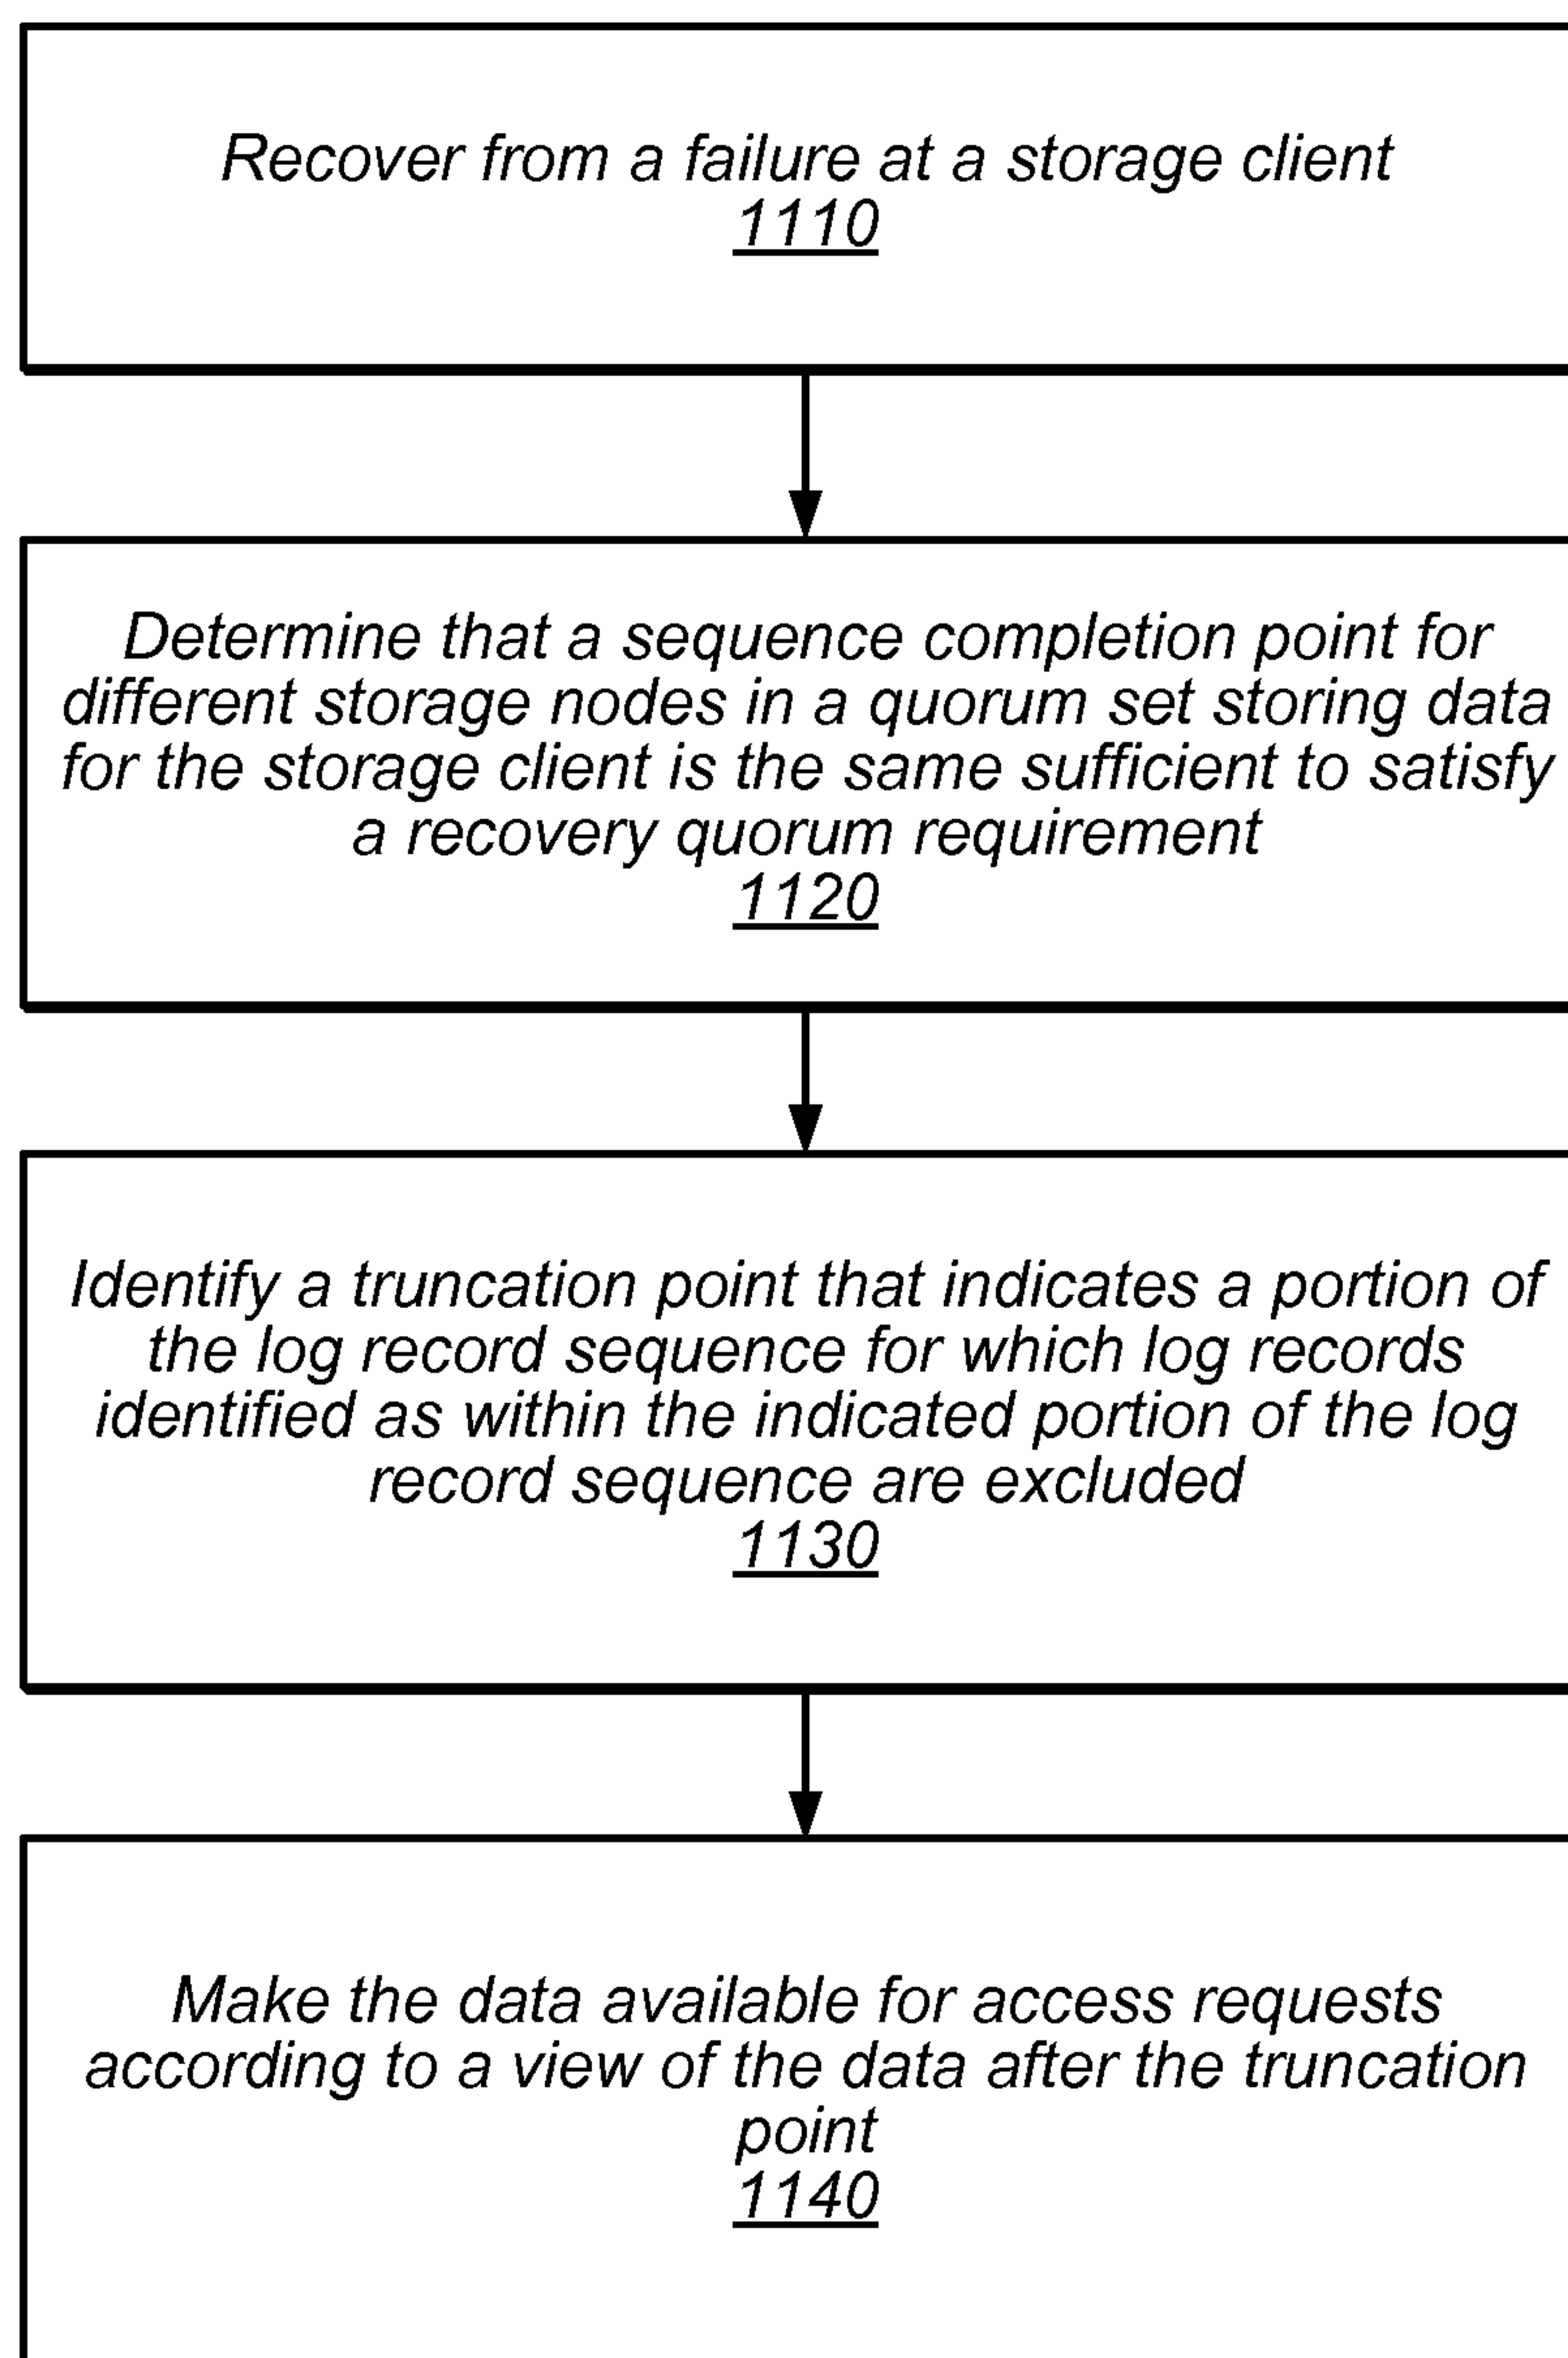 Recover from a failure at a storage client
1110
Determine that a sequence completion point for
different storage nodes in a quorum set storing data
for the storage client is the same sufficient to satisfy
a recovery quorum requirement
1120
Identify a truncation point that indicates a portion of
the log record sequence for which log records
identified as within the indicated portion of the log
record sequence are excluded
1130
Make the data available for access requests
according to a view of the data after the truncation
point
1140